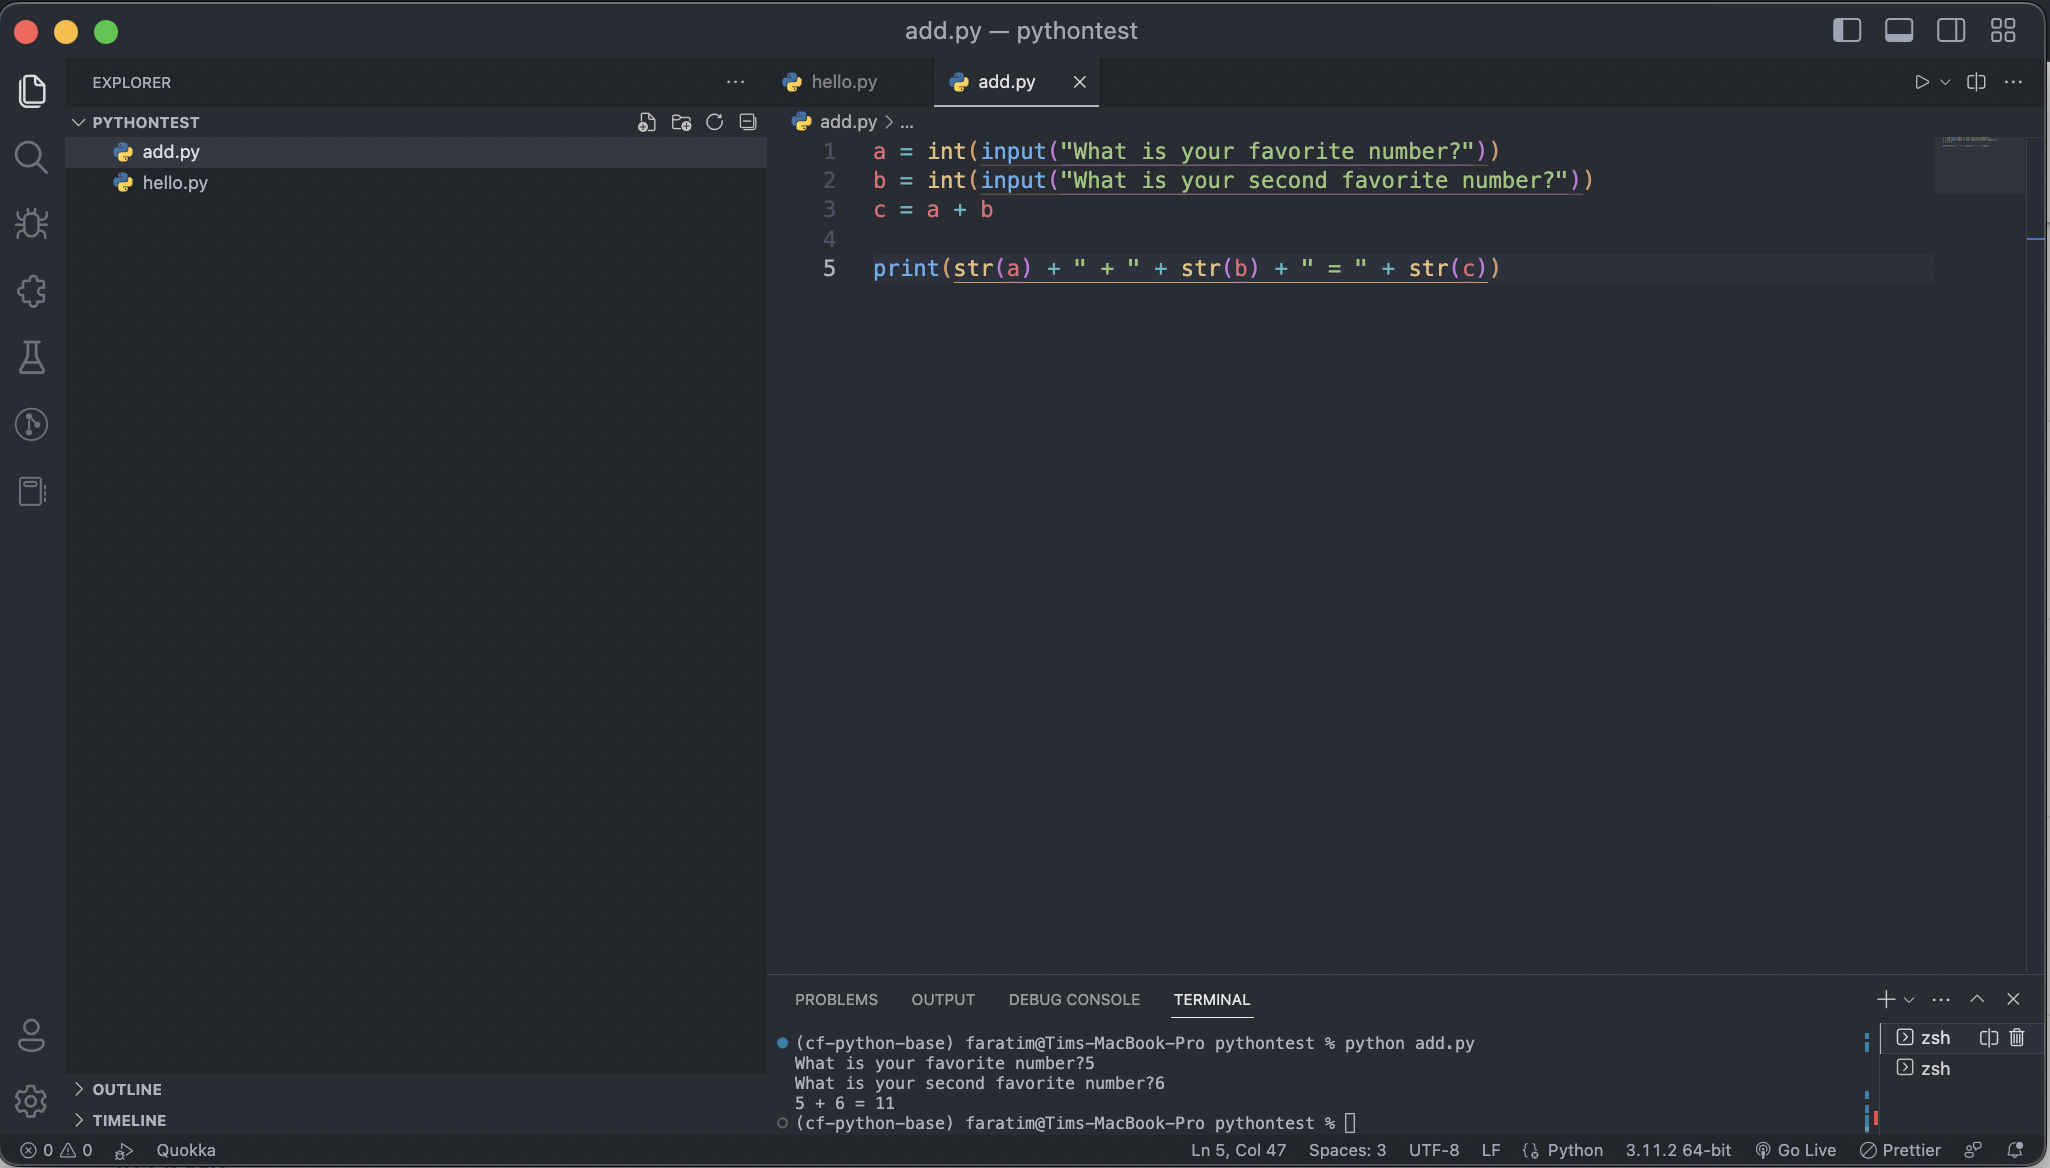 add.py — pythontest
EXPLORER
hello.py
add.py
PYTHONTEST
add.py
hello.py
add.py > ...
1 a = int(input("What is your favorite number?"))
2 b = int(input("What is your second favorite number?"))
3 c = a + b
4
5 print(str(a) + " + " + str(b) + " = " + str(c))
PROBLEMS OUTPUT DEBUG CONSOLE TERMINAL
(cf-python-base) faratim@Tims-MacBook-Pro pythontest % python add.py
What is your favorite number?5
What is your second favorite number?6
5 + 6 = 11
(cf-python-base) faratim@Tims-MacBook-Pro pythontest %
zsh
zsh
OUTLINE
TIMELINE
0 0 Quokka Ln 5, Col 47 Spaces: 3 UTF-8 LF Python 3.11.2 64-bit Go Live Prettier